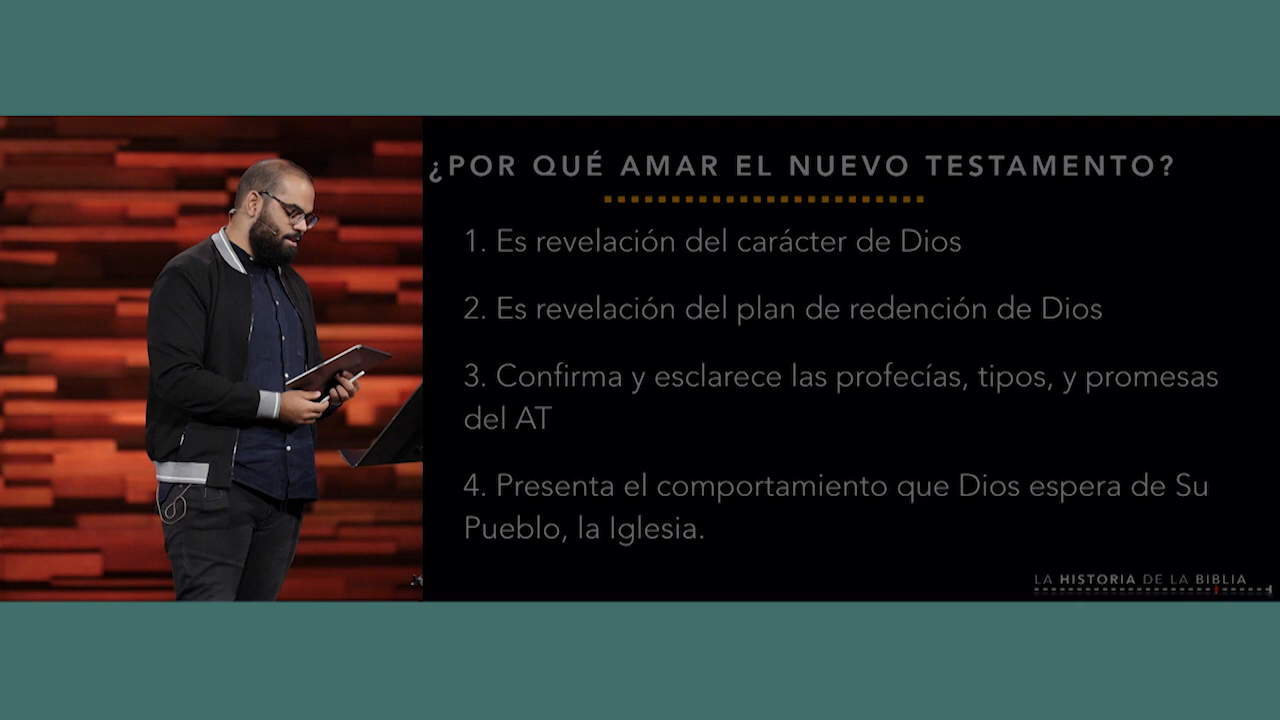 ¿POR QUÉ AMAR EL NUEVO TESTAMENTO?
1. Es revelación del carácter de Dios
2. Es revelación del plan de redención de Dios
3. Confirma y esclarece las profecías, tipos, y promesas
del AT
4. Presenta el comportamiento que Dios espera de Su
Pueblo, la Iglesia.
LA HISTORIA DE LA BIBLIA